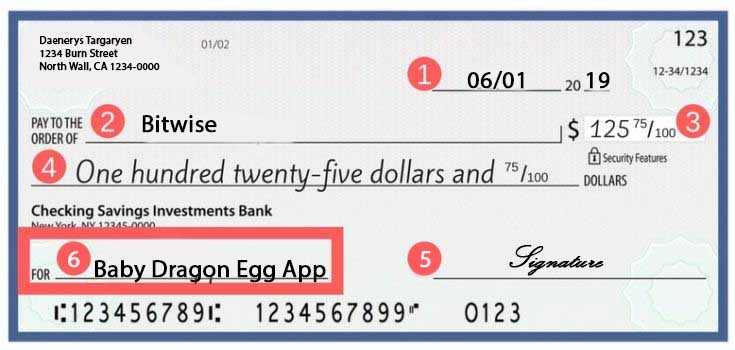 Daenerys Targaryen
1234 Burn Street
North Wall, CA 1234-0000
01/02
123
12-34/1234
1 06/01 20 19
PAY TO THE
ORDER OF 2 Bitwise $ 125 75/100 3
Security Features
4 One hundred twenty-five dollars and 75/100 DOLLARS
Checking Savings Investments Bank
New York, NY 12345-0000
FOR 6 Baby Dragon Egg App
5 Signature
⑆123456789⑆ 1234567899⑈ 0123